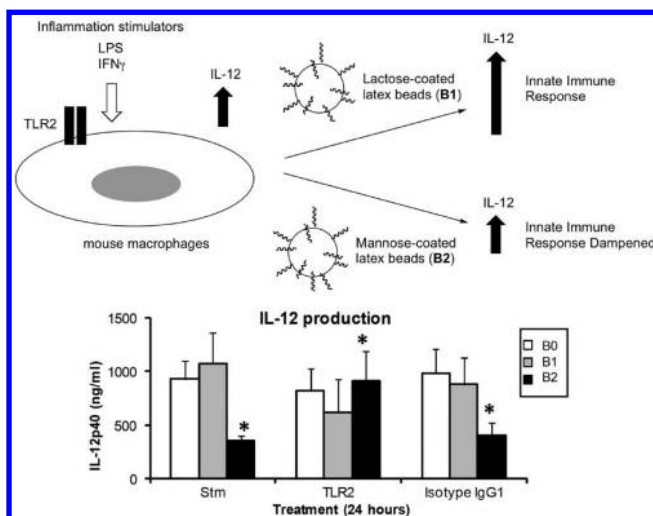 Inflammation stimulators
LPS
IFNγ
IL-12
TLR2
mouse macrophages
Lactose-coated
latex beads (B1)
IL-12
Innate Immune
Response
Mannose-coated
latex beads (B2)
IL-12
Innate Immune
Response Dampened
IL-12 production
IL-12p40 (ng/ml)
1500
1000
500
0
*
*
*
B0
B1
B2
Stm
TLR2
Isotype IgG1
Treatment (24 hours)